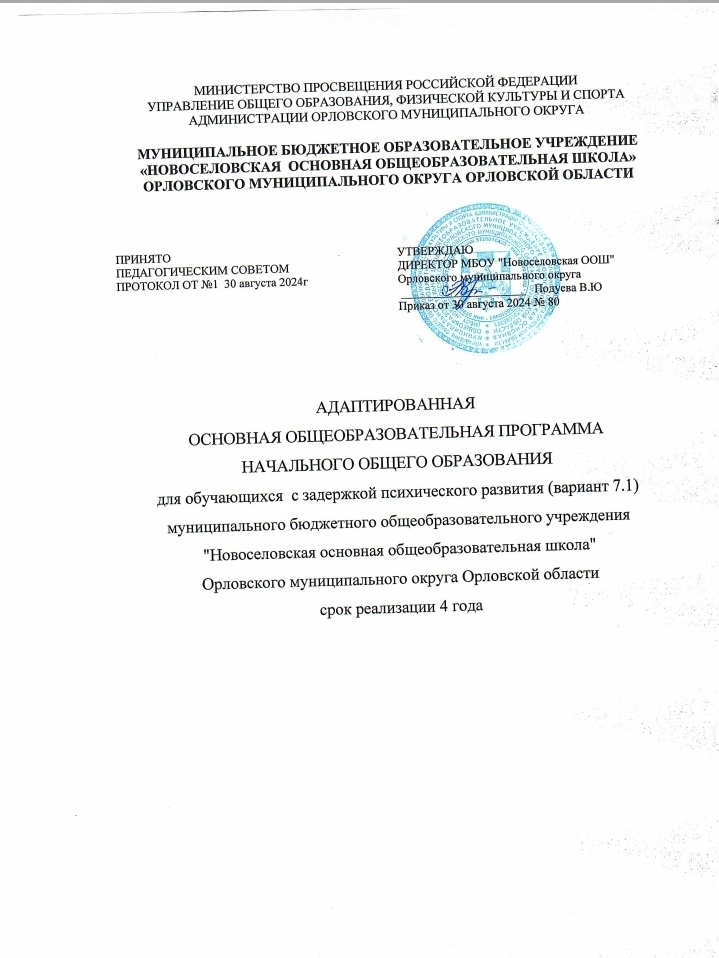 МИНИСТЕРСТВО ПРОСВЕЩЕНИЯ РОССИЙСКОЙ ФЕДЕРАЦИИ
УПРАВЛЕНИЕ ОБЩЕГО ОБРАЗОВАНИЯ, ФИЗИЧЕСКОЙ КУЛЬТУРЫ И СПОРТА
АДМИНИСТРАЦИИ ОРЛОВСКОГО МУНИЦИПАЛЬНОГО ОКРУГА
МУНИЦИПАЛЬНОЕ БЮДЖЕТНОЕ ОБРАЗОВАТЕЛЬНОЕ УЧРЕЖДЕНИЕ
«НОВОСЕЛОВСКАЯ ОСНОВНАЯ ОБЩЕОБРАЗОВАТЕЛЬНАЯ ШКОЛА»
ОРЛОВСКОГО МУНИЦИПАЛЬНОГО ОКРУГА ОРЛОВСКОЙ ОБЛАСТИ
ПРИНЯТО
ПЕДАГОГИЧЕСКИМ СОВЕТОМ
ПРОТОКОЛ ОТ №1 30 августа 2024г
УТВЕРЖДАЮ
ДИРЕКТОР МБОУ "Новоселовская ООШ"
Орловского муниципального округа
Подуева В.Ю
Приказ от 30 августа 2024 № 80
АДАПТИРОВАННАЯ
ОСНОВНАЯ ОБЩЕОБРАЗОВАТЕЛЬНАЯ ПРОГРАММА
НАЧАЛЬНОГО ОБЩЕГО ОБРАЗОВАНИЯ
для обучающихся с задержкой психического развития (вариант 7.1)
муниципального бюджетного общеобразовательного учреждения
"Новоселовская основная общеобразовательная школа"
Орловского муниципального округа Орловской области
срок реализации 4 года